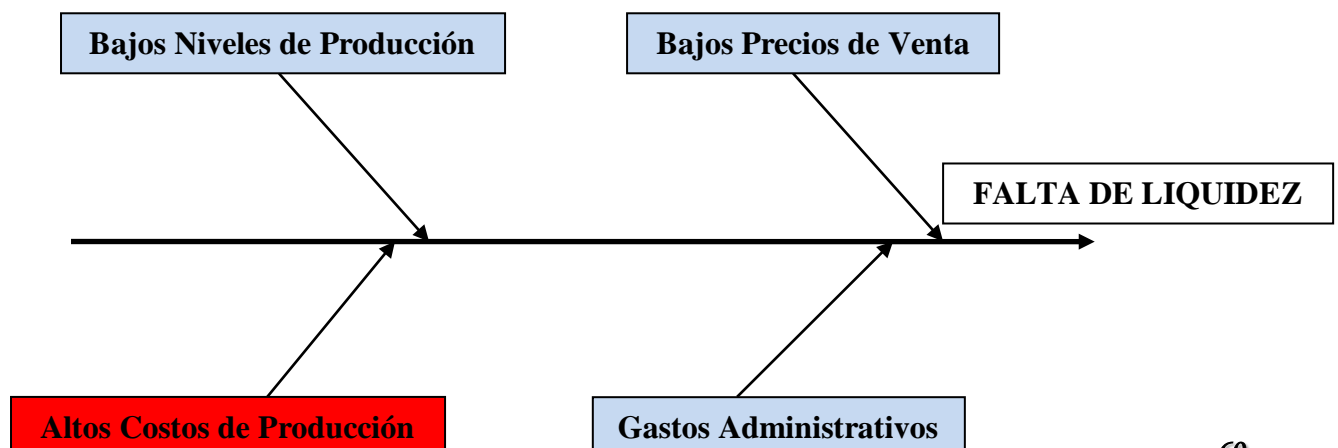 Bajos Niveles de Producción
Bajos Precios de Venta
FALTA DE LIQUIDEZ
Altos Costos de Producción
Gastos Administrativos